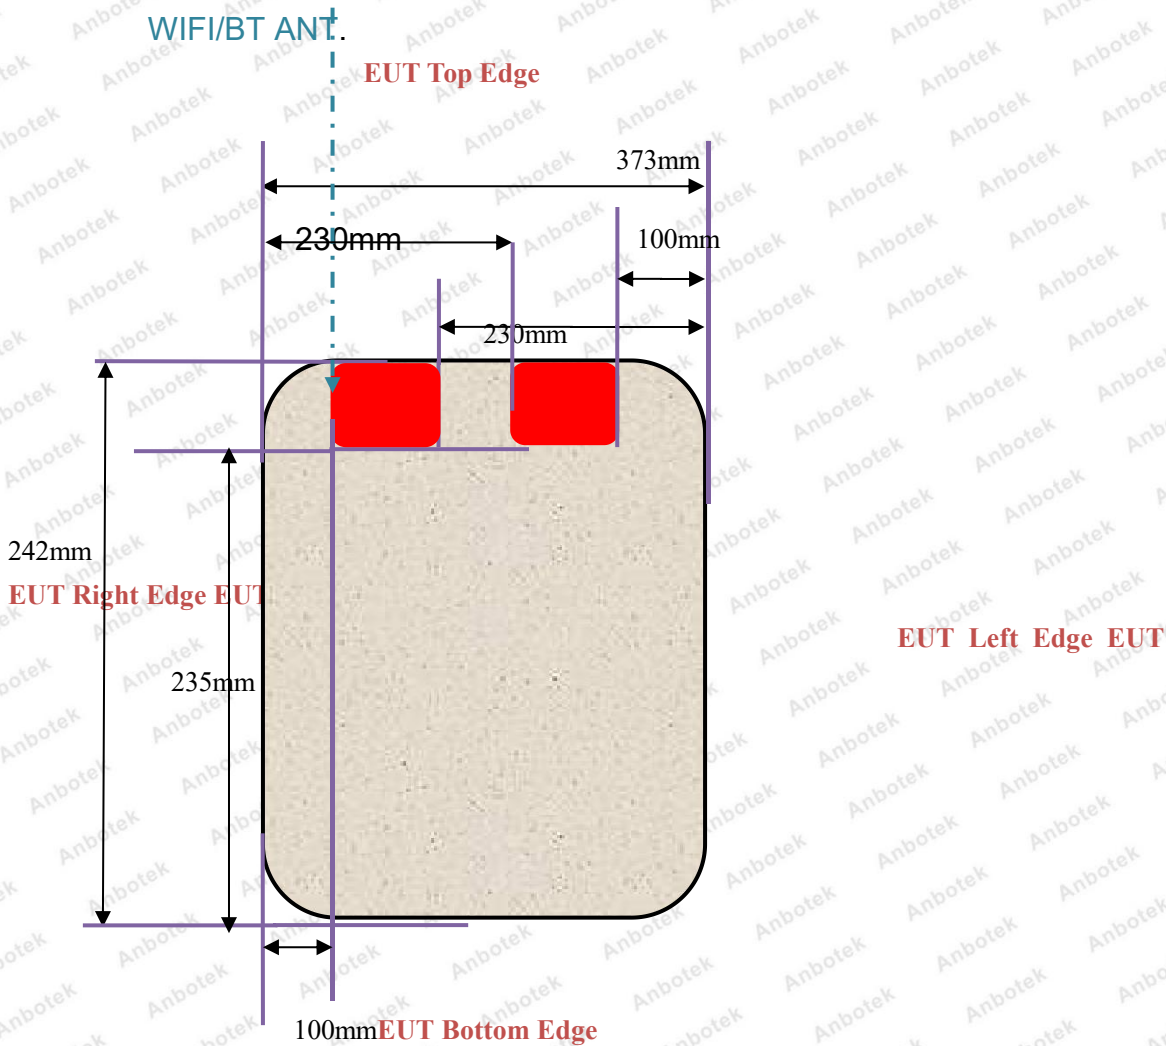 WIFI/BT ANT.
EUT Top Edge
373mm
230mm
100mm
230mm
242mm
EUT Right Edge EUT
EUT Left Edge EUT
235mm
100mmEUT Bottom Edge
Anbotek